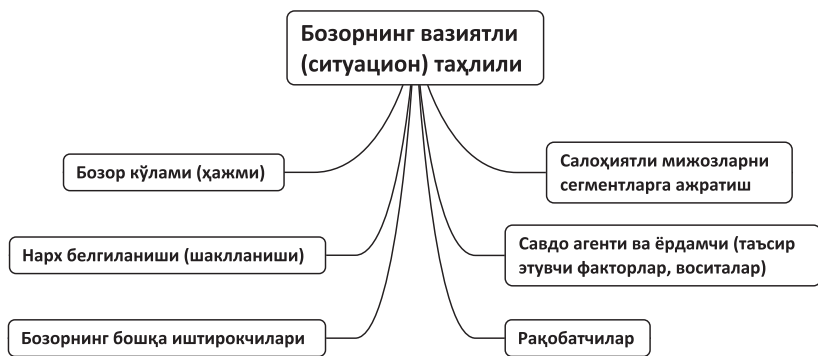 Бозорнинг вазиятли
(ситуацион) таҳлили
Бозор кўлами (ҳажми)
Салоҳиятли мижозларни
сегментларга ажратиш
Нарх белгиланиши (шаклланиши)
Савдо агенти ва ёрдамчи (таъсир
этувчи факторлар, воситалар)
Бозорнинг бошқа иштирокчилари
Рақобатчилар